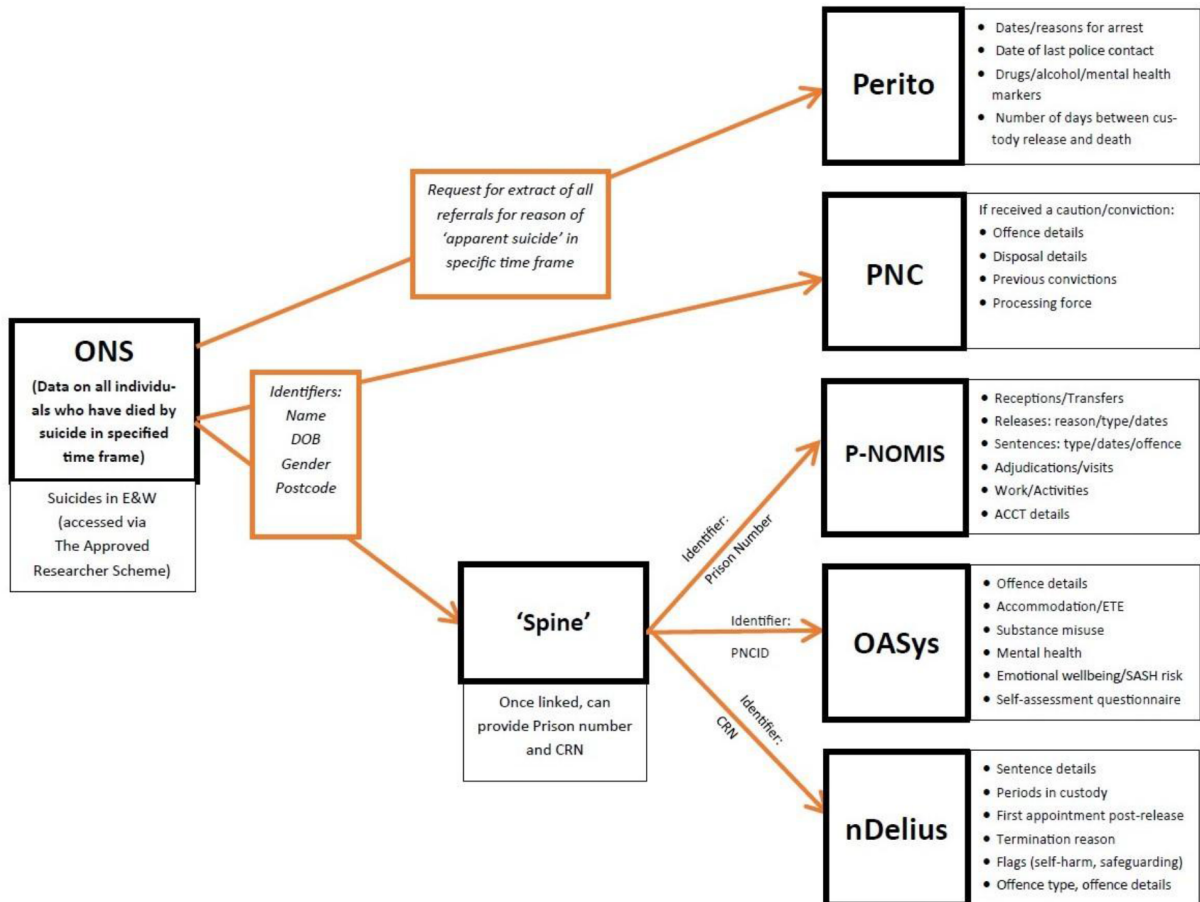 Perito
• Dates/reasons for arrest
• Date of last police contact
• Drugs/alcohol/mental health
markers
• Number of days between cus-
tody release and death
Request for extract of all
referrals for reason of
‘apparent suicide’ in
specific time frame
PNC
If received a caution/conviction:
• Offence details
• Disposal details
• Previous convictions
• Processing force
ONS
(Data on all individu-
als who have died by
suicide in specified
time frame)
Suicides in E&W
(accessed via
The Approved
Researcher Scheme)
Identifiers:
Name
DOB
Gender
Postcode
P-NOMIS
• Receptions/Transfers
• Releases: reason/type/dates
• Sentences: type/dates/offence
• Adjudications/visits
• Work/Activities
• ACCT details
Identifier:
Prison Number
‘Spine’
Once linked, can
provide Prison number
and CRN
Identifier:
PNCID
OASys
• Offence details
• Accommodation/ETE
• Substance misuse
• Mental health
• Emotional wellbeing/SASH risk
• Self-assessment questionnaire
Identifier:
CRN
nDelius
• Sentence details
• Periods in custody
• First appointment post-release
• Termination reason
• Flags (self-harm, safeguarding)
• Offence type, offence details